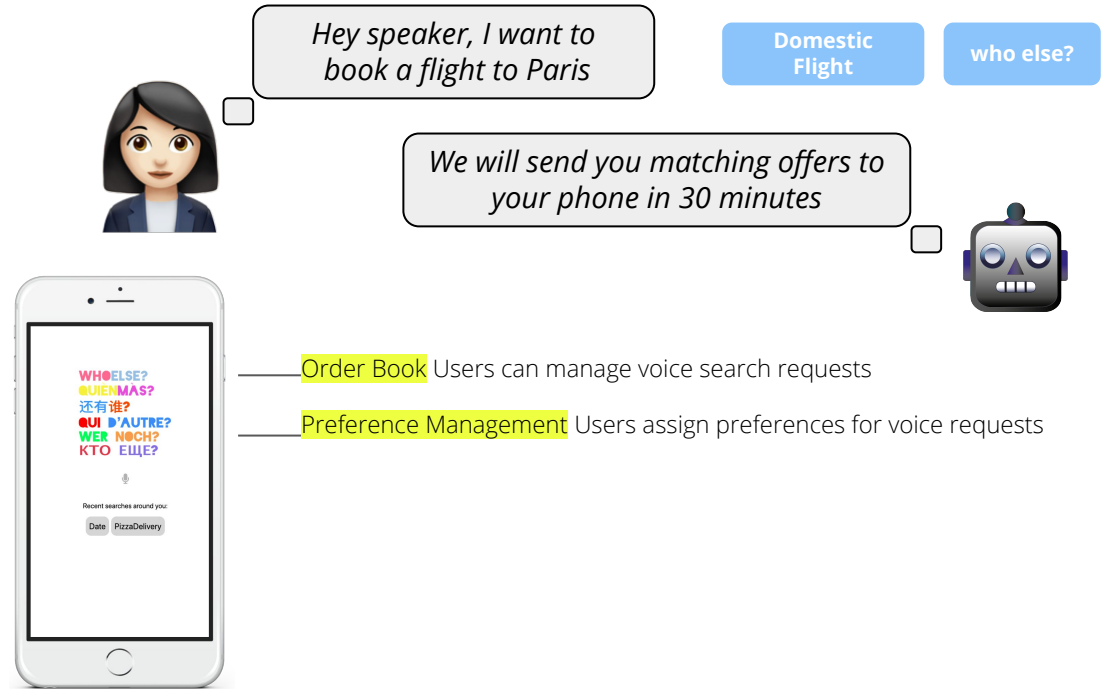 Hey speaker, I want to
book a flight to Paris
Domestic
Flight
who else?
We will send you matching offers to
your phone in 30 minutes
WHOELSE?
QUIENMÁS?
还有谁?
QUI D'AUTRE?
WER NOCH?
КТО ЕЩЕ?
Recent searches around you:
Date PizzaDelivery
Order Book Users can manage voice search requests
Preference Management Users assign preferences for voice requests